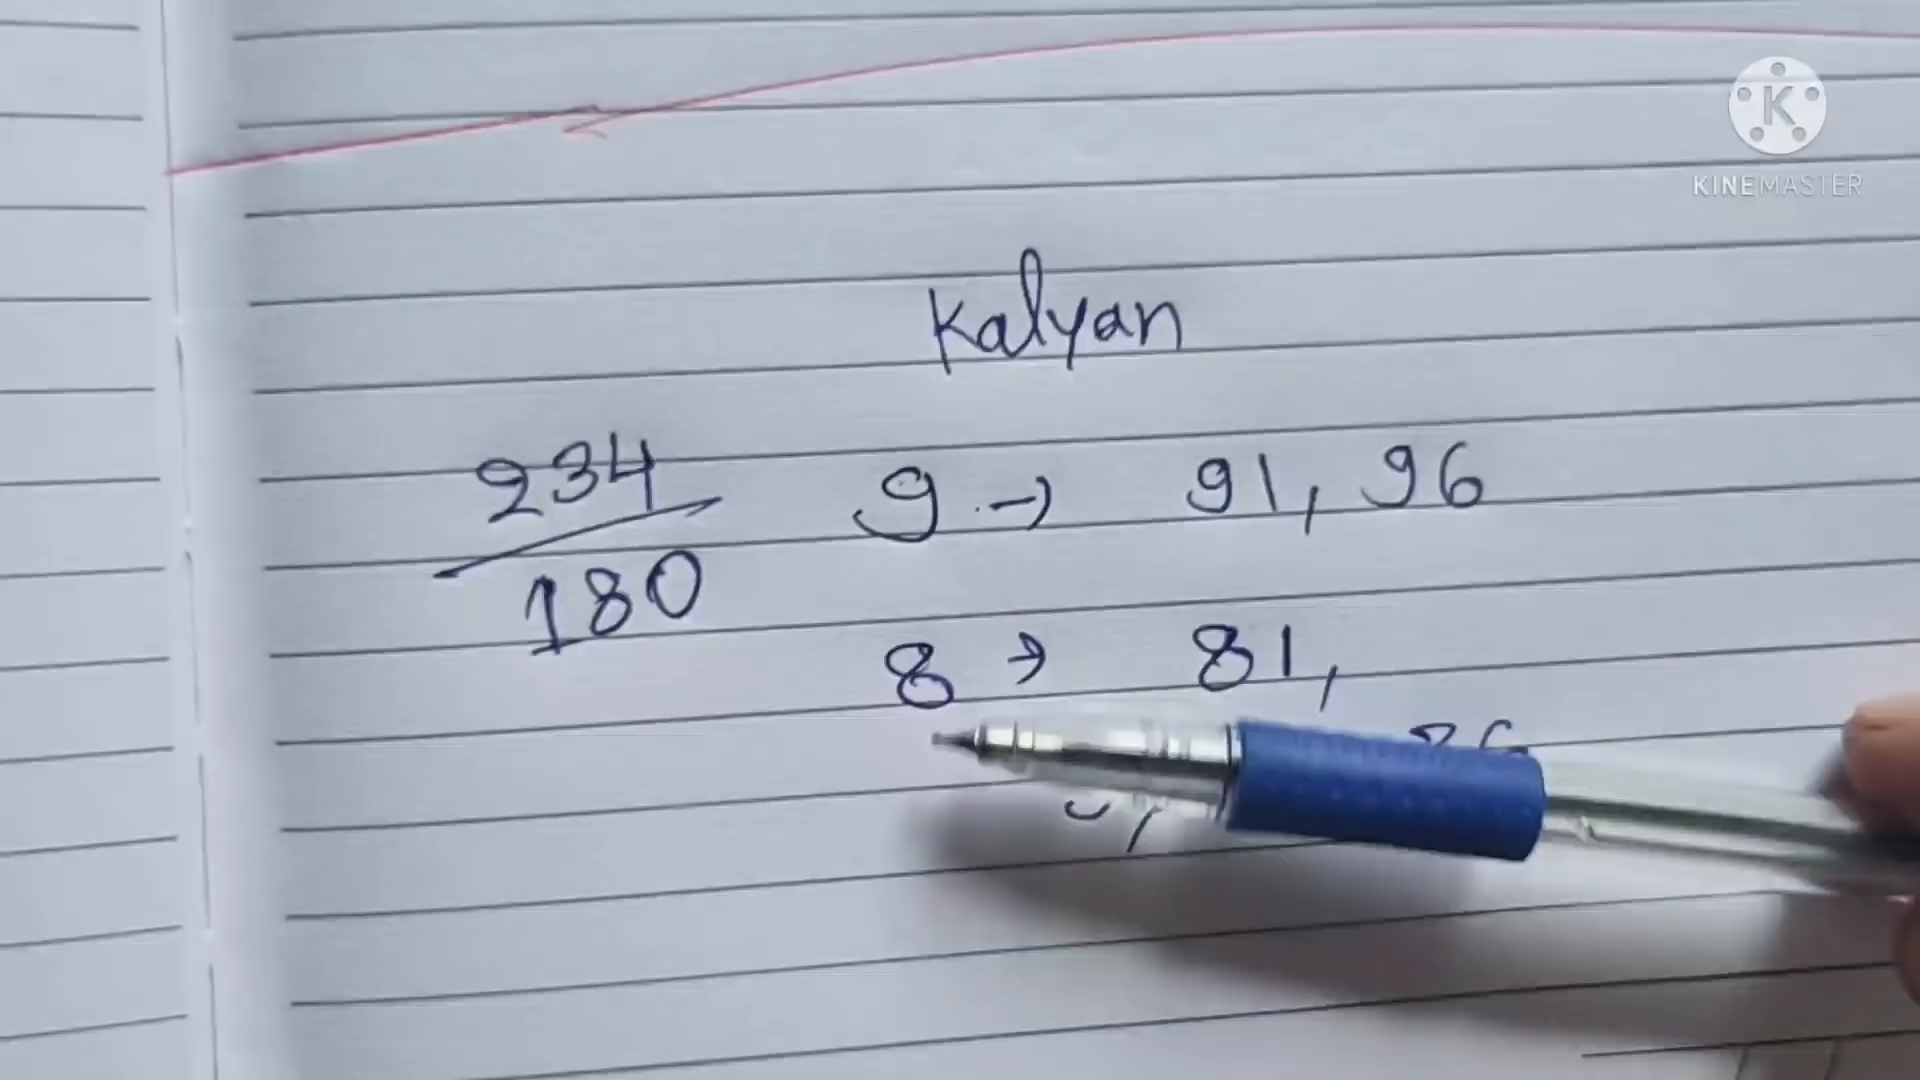 KINEMASTER
Kalyan
234 9 → 91, 96
180
8 → 81,